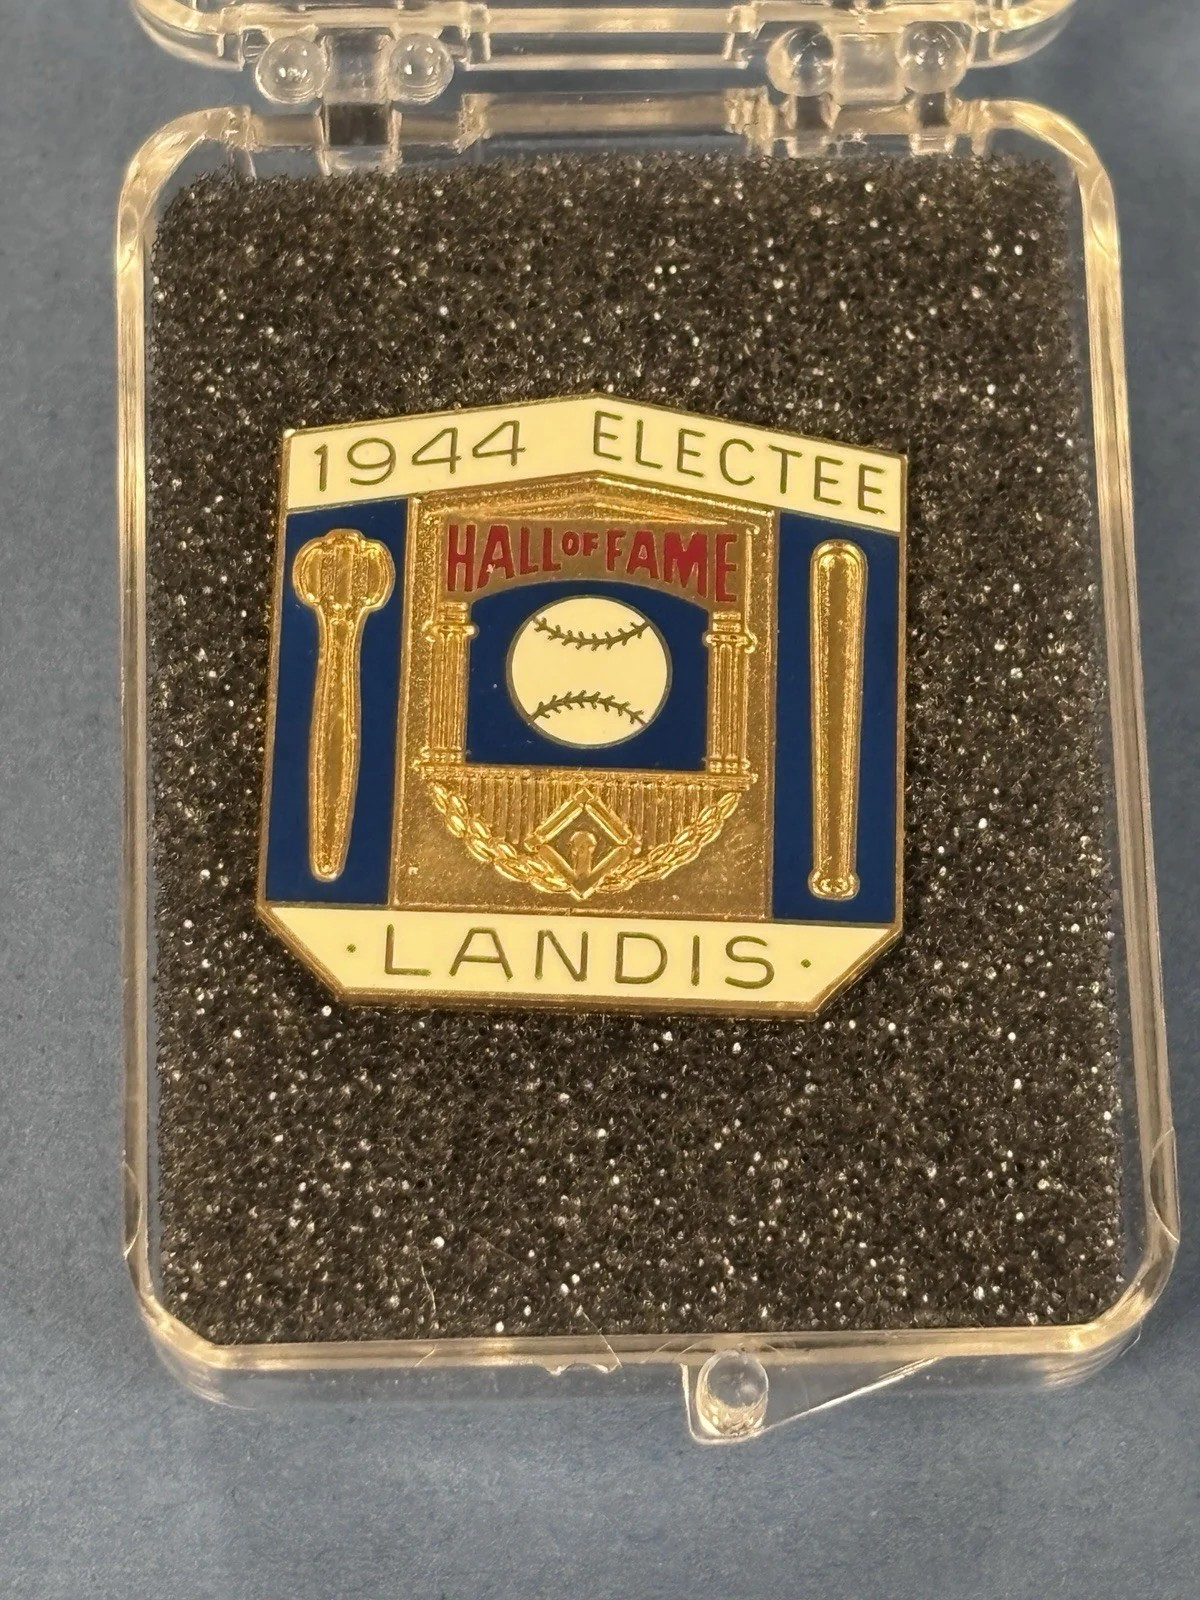 1944 ELECTEE
HALL OF FAME
· LANDIS ·